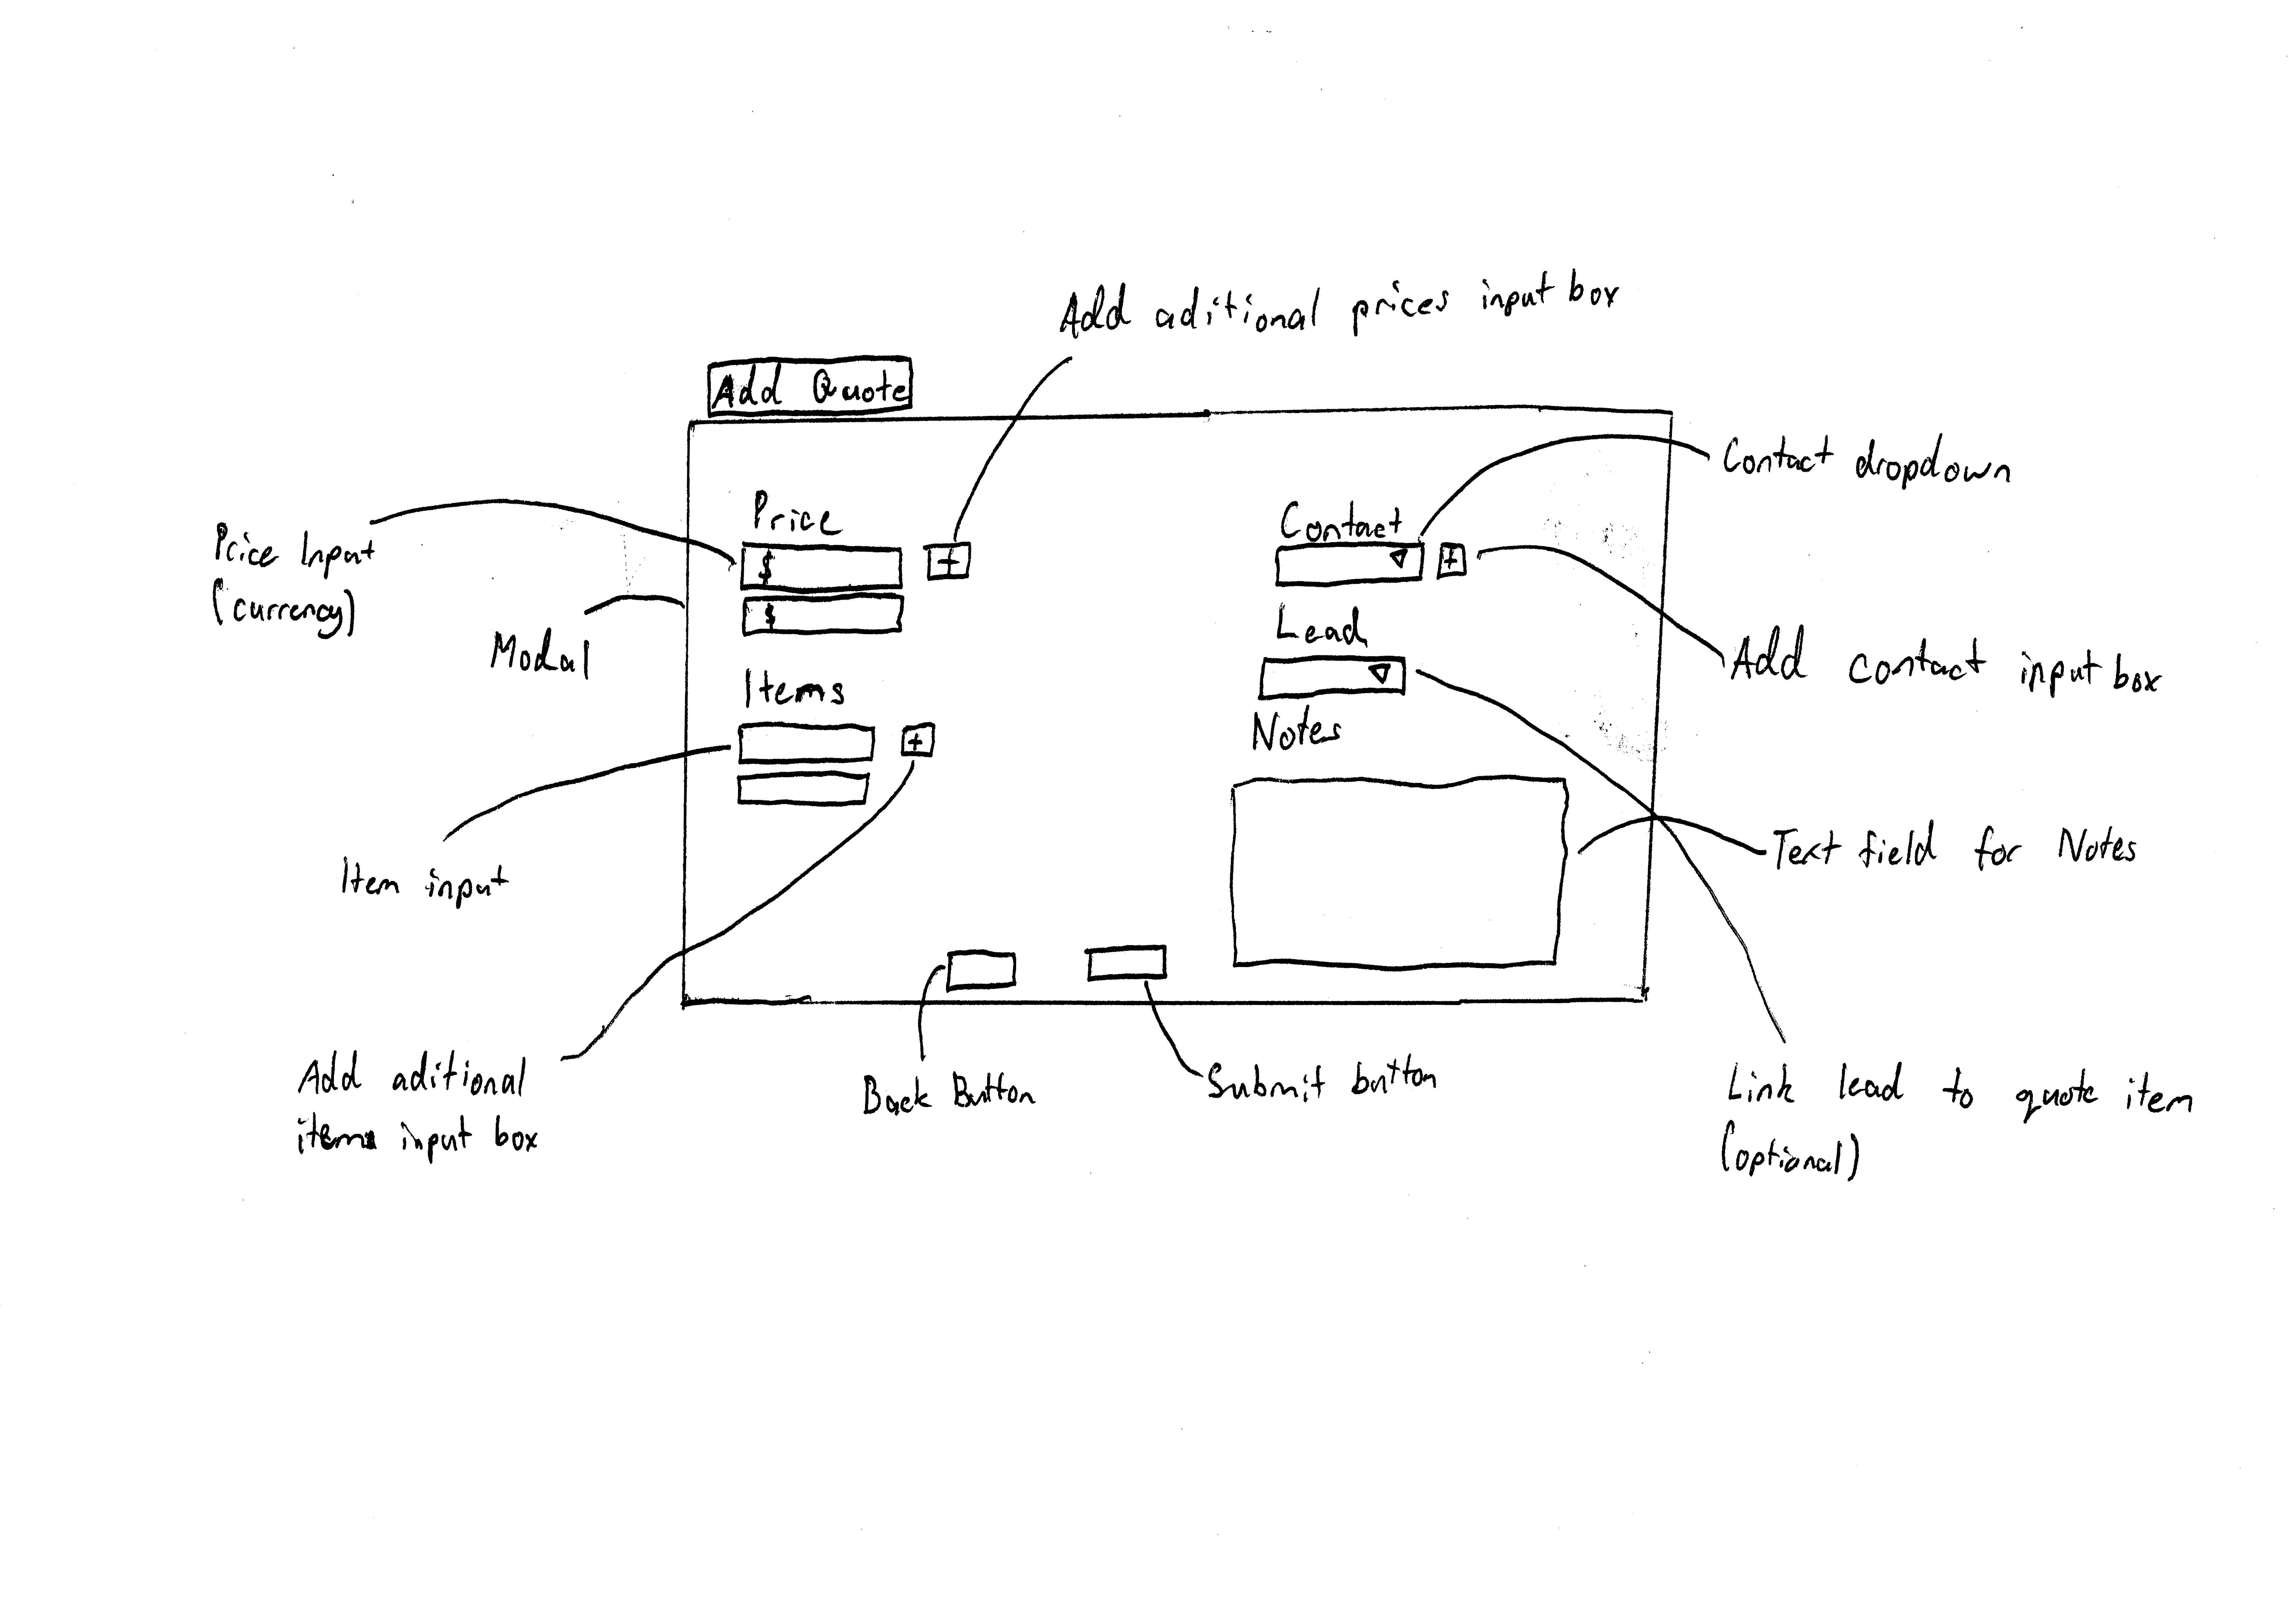 Add aditional prices input box
Add Quote
Contact dropdown
Price
$
+
$
Price Input
(currency)
Modal
Contact
+
Lead
Add contact input box
Items
+
Notes
Item input
Text field for Notes
Add aditional
items input box
Back Button
Submit button
Link lead to quote item
(optional)